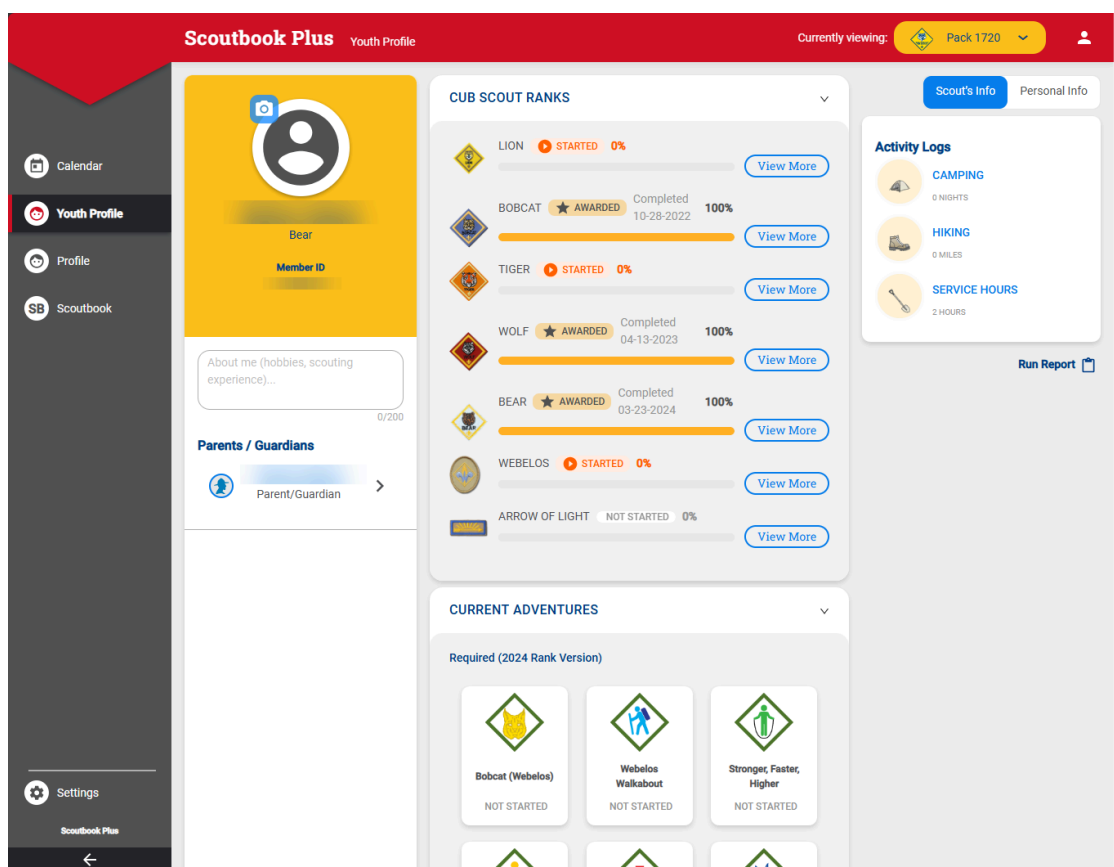 Scoutbook Plus Youth Profile
Currently viewing:
Pack 1720
Calendar
Youth Profile
Profile
SB Scoutbook
Settings
Scoutbook Plus
Bear
Member ID
About me (hobbies, scouting
experience)...
0/200
Parents / Guardians
Parent/Guardian
CUB SCOUT RANKS
LION STARTED 0%
View More
BOBCAT AWARDED Completed
10-28-2022 100%
View More
TIGER STARTED 0%
View More
WOLF AWARDED Completed
04-13-2023 100%
View More
BEAR AWARDED Completed
03-23-2024 100%
View More
WEBELOS STARTED 0%
View More
ARROW OF LIGHT NOT STARTED 0%
View More
CURRENT ADVENTURES
Required (2024 Rank Version)
Bobcat (Webelos)
NOT STARTED
Webelos
Walkabout
NOT STARTED
Stronger, Faster,
Higher
NOT STARTED
Scout's Info Personal Info
Activity Logs
CAMPING
0 NIGHTS
HIKING
0 MILES
SERVICE HOURS
2 HOURS
Run Report